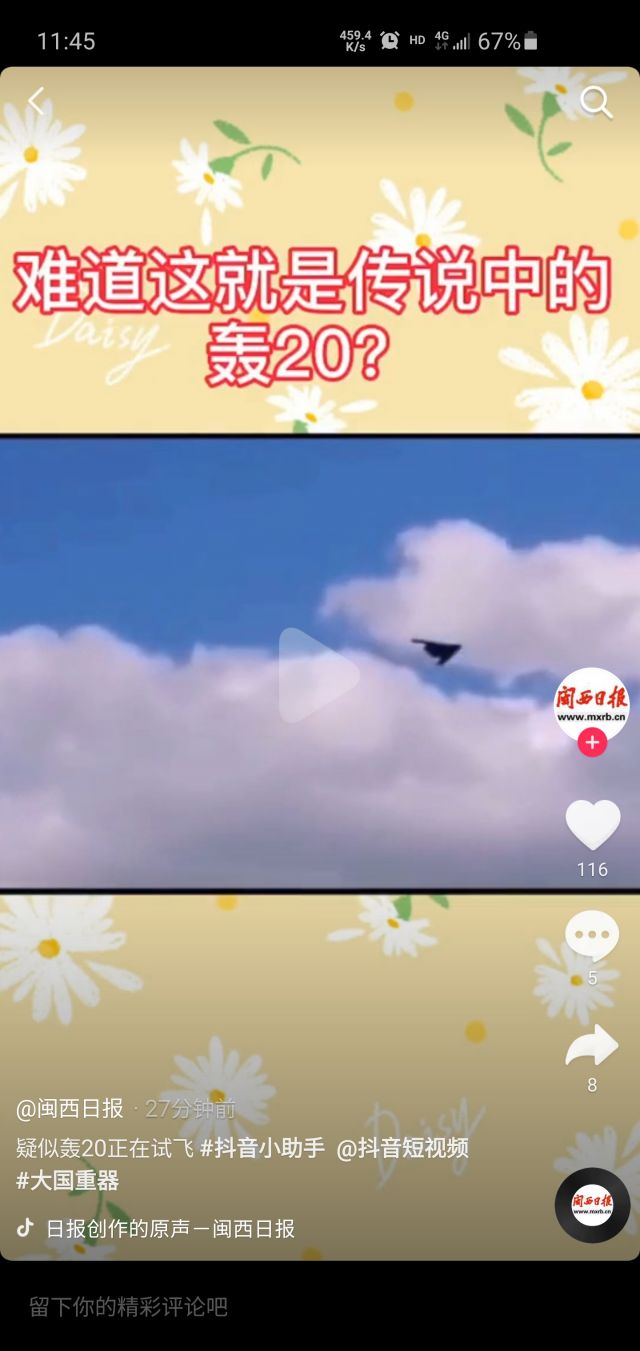 11:45
459.4 K/s HD 4G 67%
难道这就是传说中的
轰20?
Daisy
闽西日报
www.mxrb.cn
116
5
8
@闽西日报 · 27分钟前
疑似轰20正在试飞 #抖音小助手 @抖音短视频
#大国重器
日报创作的原声－闽西日报
Daisy
闽西日报
www.mxrb.cn
留下你的精彩评论吧